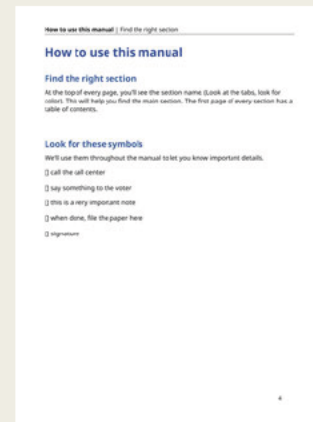 How to use this manual | Find the right section
How to use this manual
Find the right section
At the top of every page, you'll see the section name (Look at the tabs, look for
color). This will help you find the main section. The first page of every section has a
table of contents.
Look for these symbols
We'll use them throughout the manual to let you know important details.
[] call the call center
[] say something to the voter
[] this is a very important note
[] when done, file the paper here
[] signature